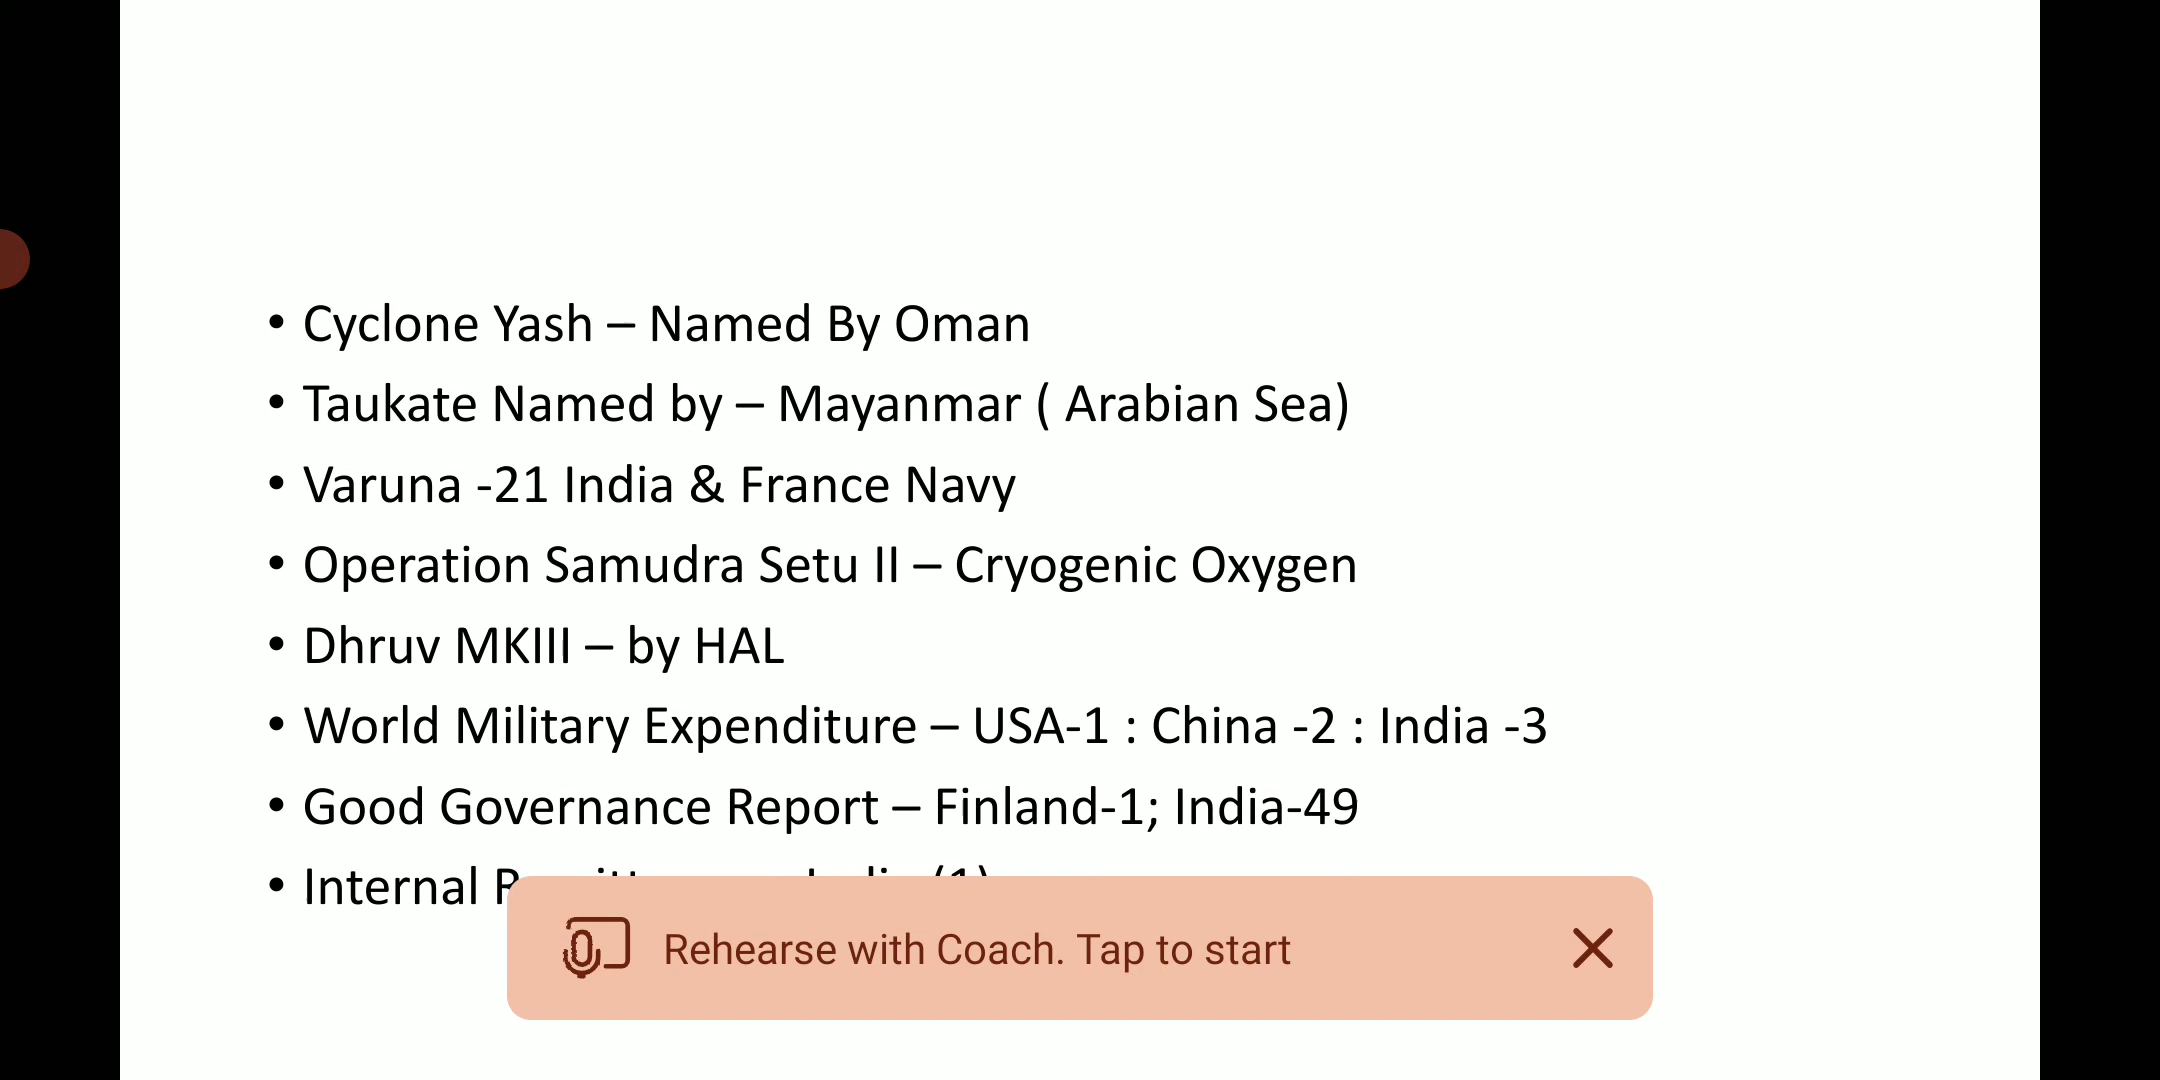 • Cyclone Yash – Named By Oman
• Taukate Named by – Mayanmar ( Arabian Sea)
• Varuna -21 India & France Navy
• Operation Samudra Setu II – Cryogenic Oxygen
• Dhruv MKIII – by HAL
• World Military Expenditure – USA-1 : China -2 : India -3
• Good Governance Report – Finland-1; India-49
• Internal
Rehearse with Coach. Tap to start